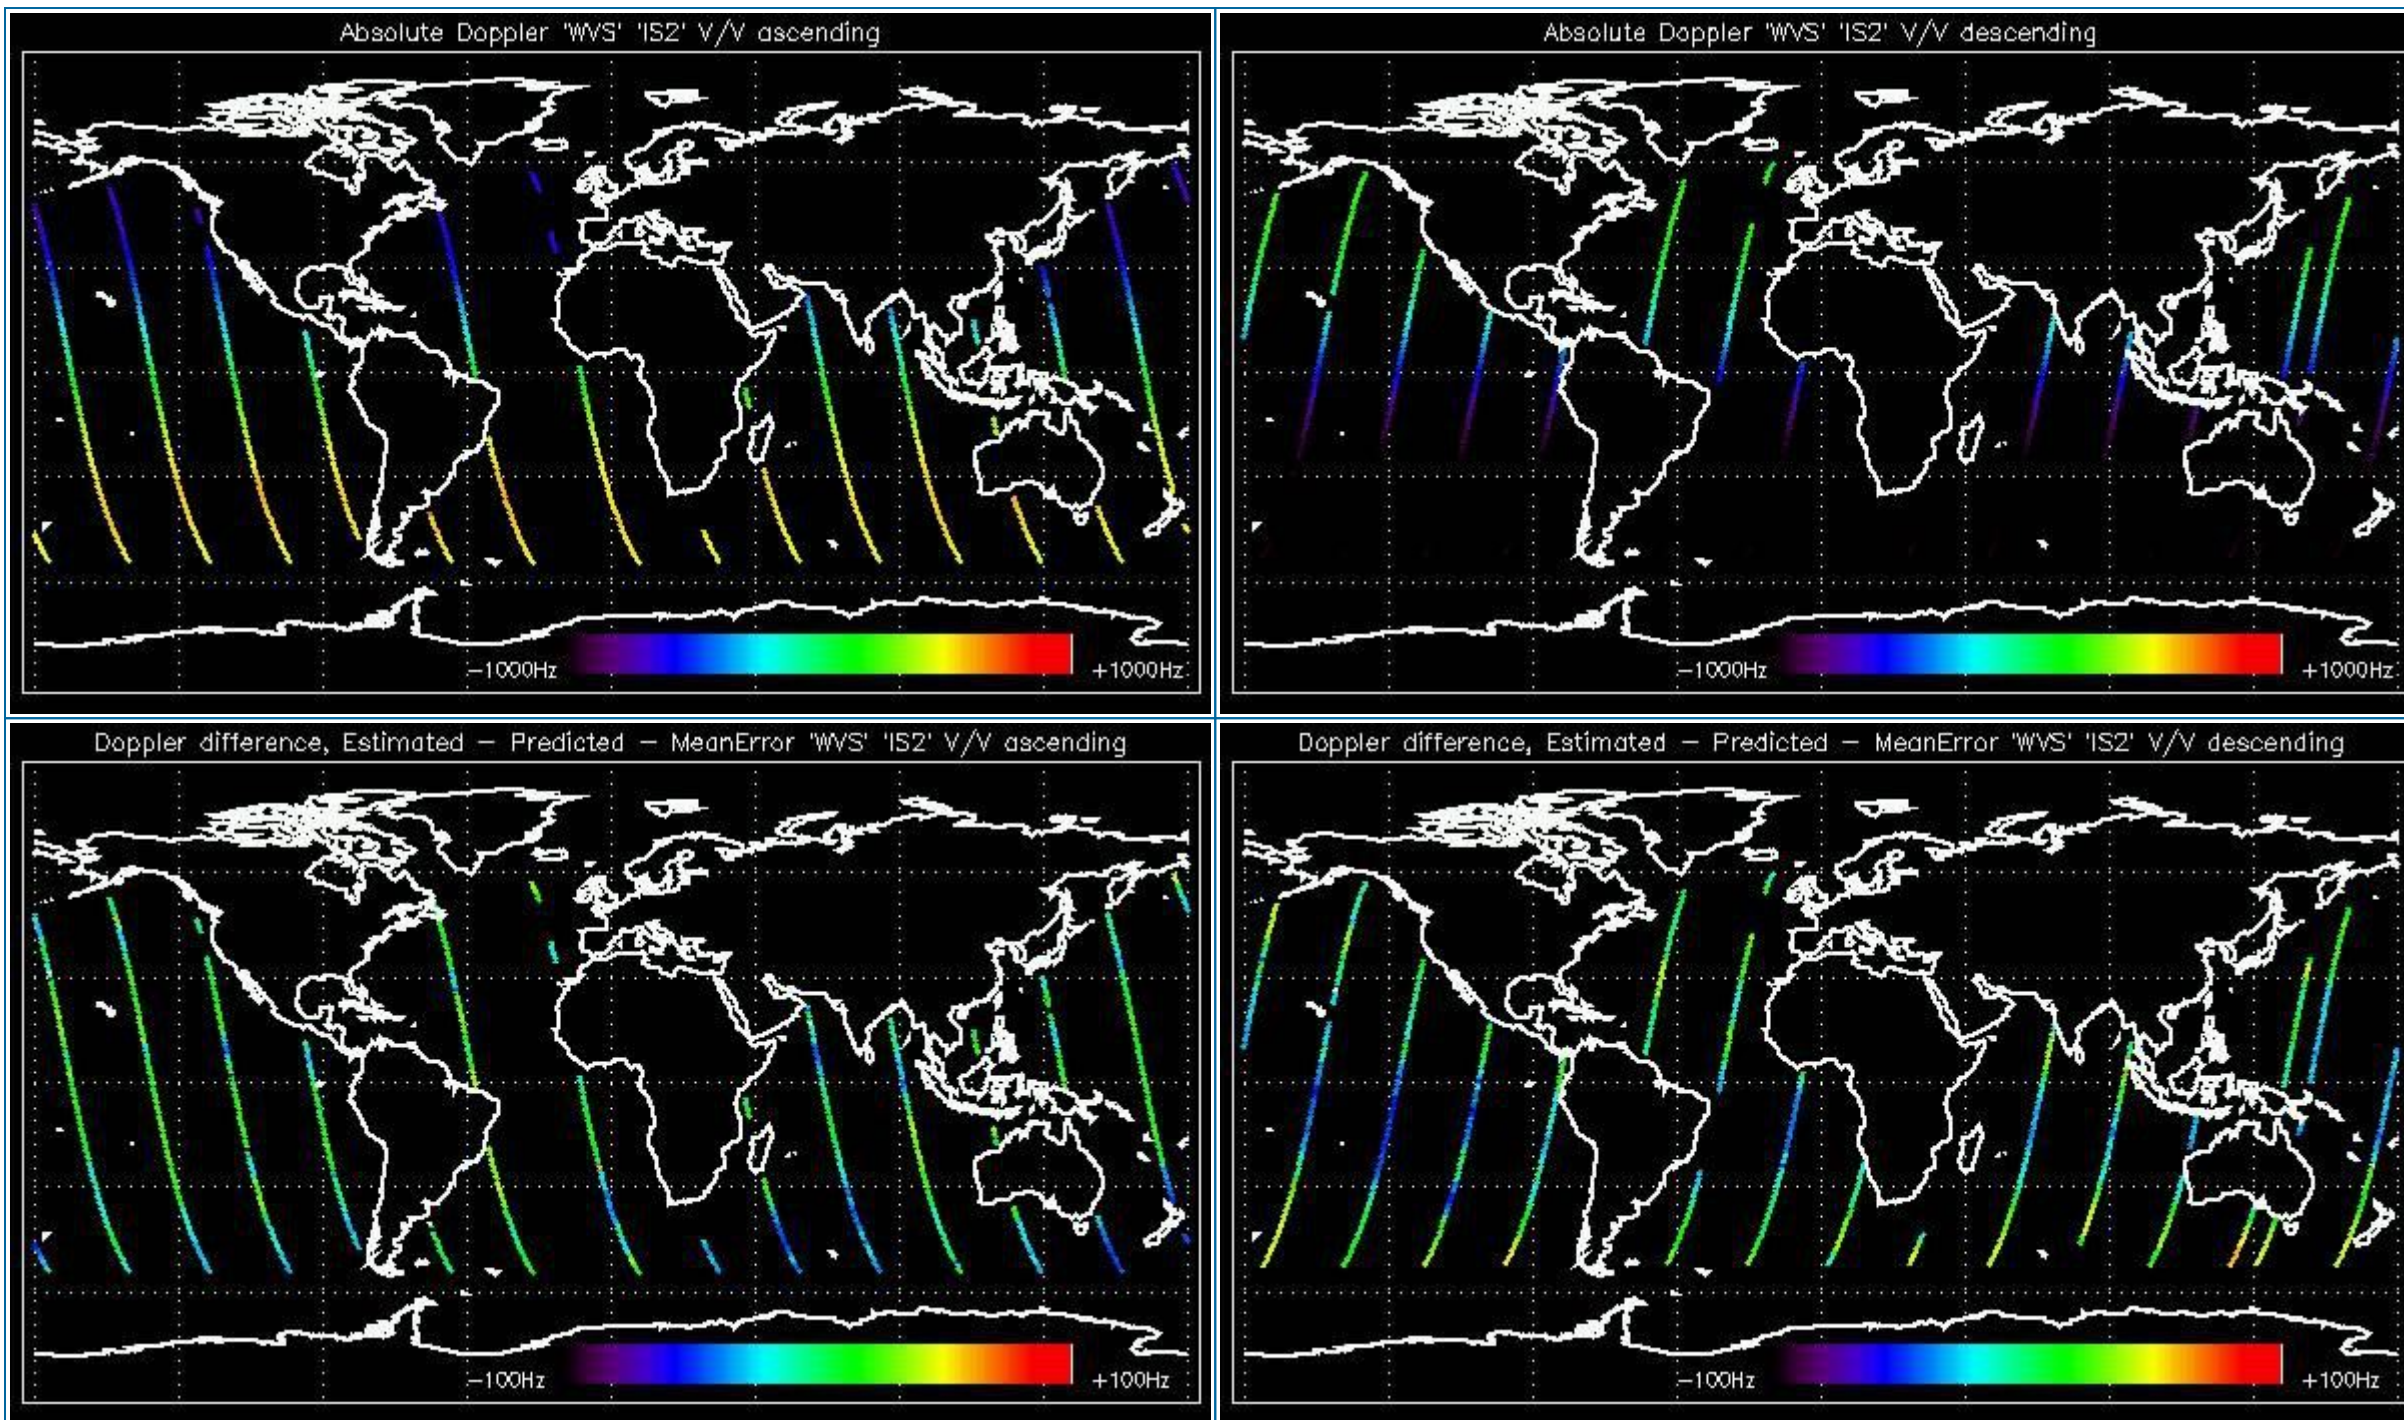 Absolute Doppler 'WVS' 'IS2' V/V ascending
-1000Hz
+1000Hz
Absolute Doppler 'WVS' 'IS2' V/V descending
-1000Hz
+1000Hz
Doppler difference, Estimated - Predicted - MeanError 'WVS' 'IS2' V/V ascending
-100Hz
+100Hz
Doppler difference, Estimated - Predicted - MeanError 'WVS' 'IS2' V/V descending
-100Hz
+100Hz